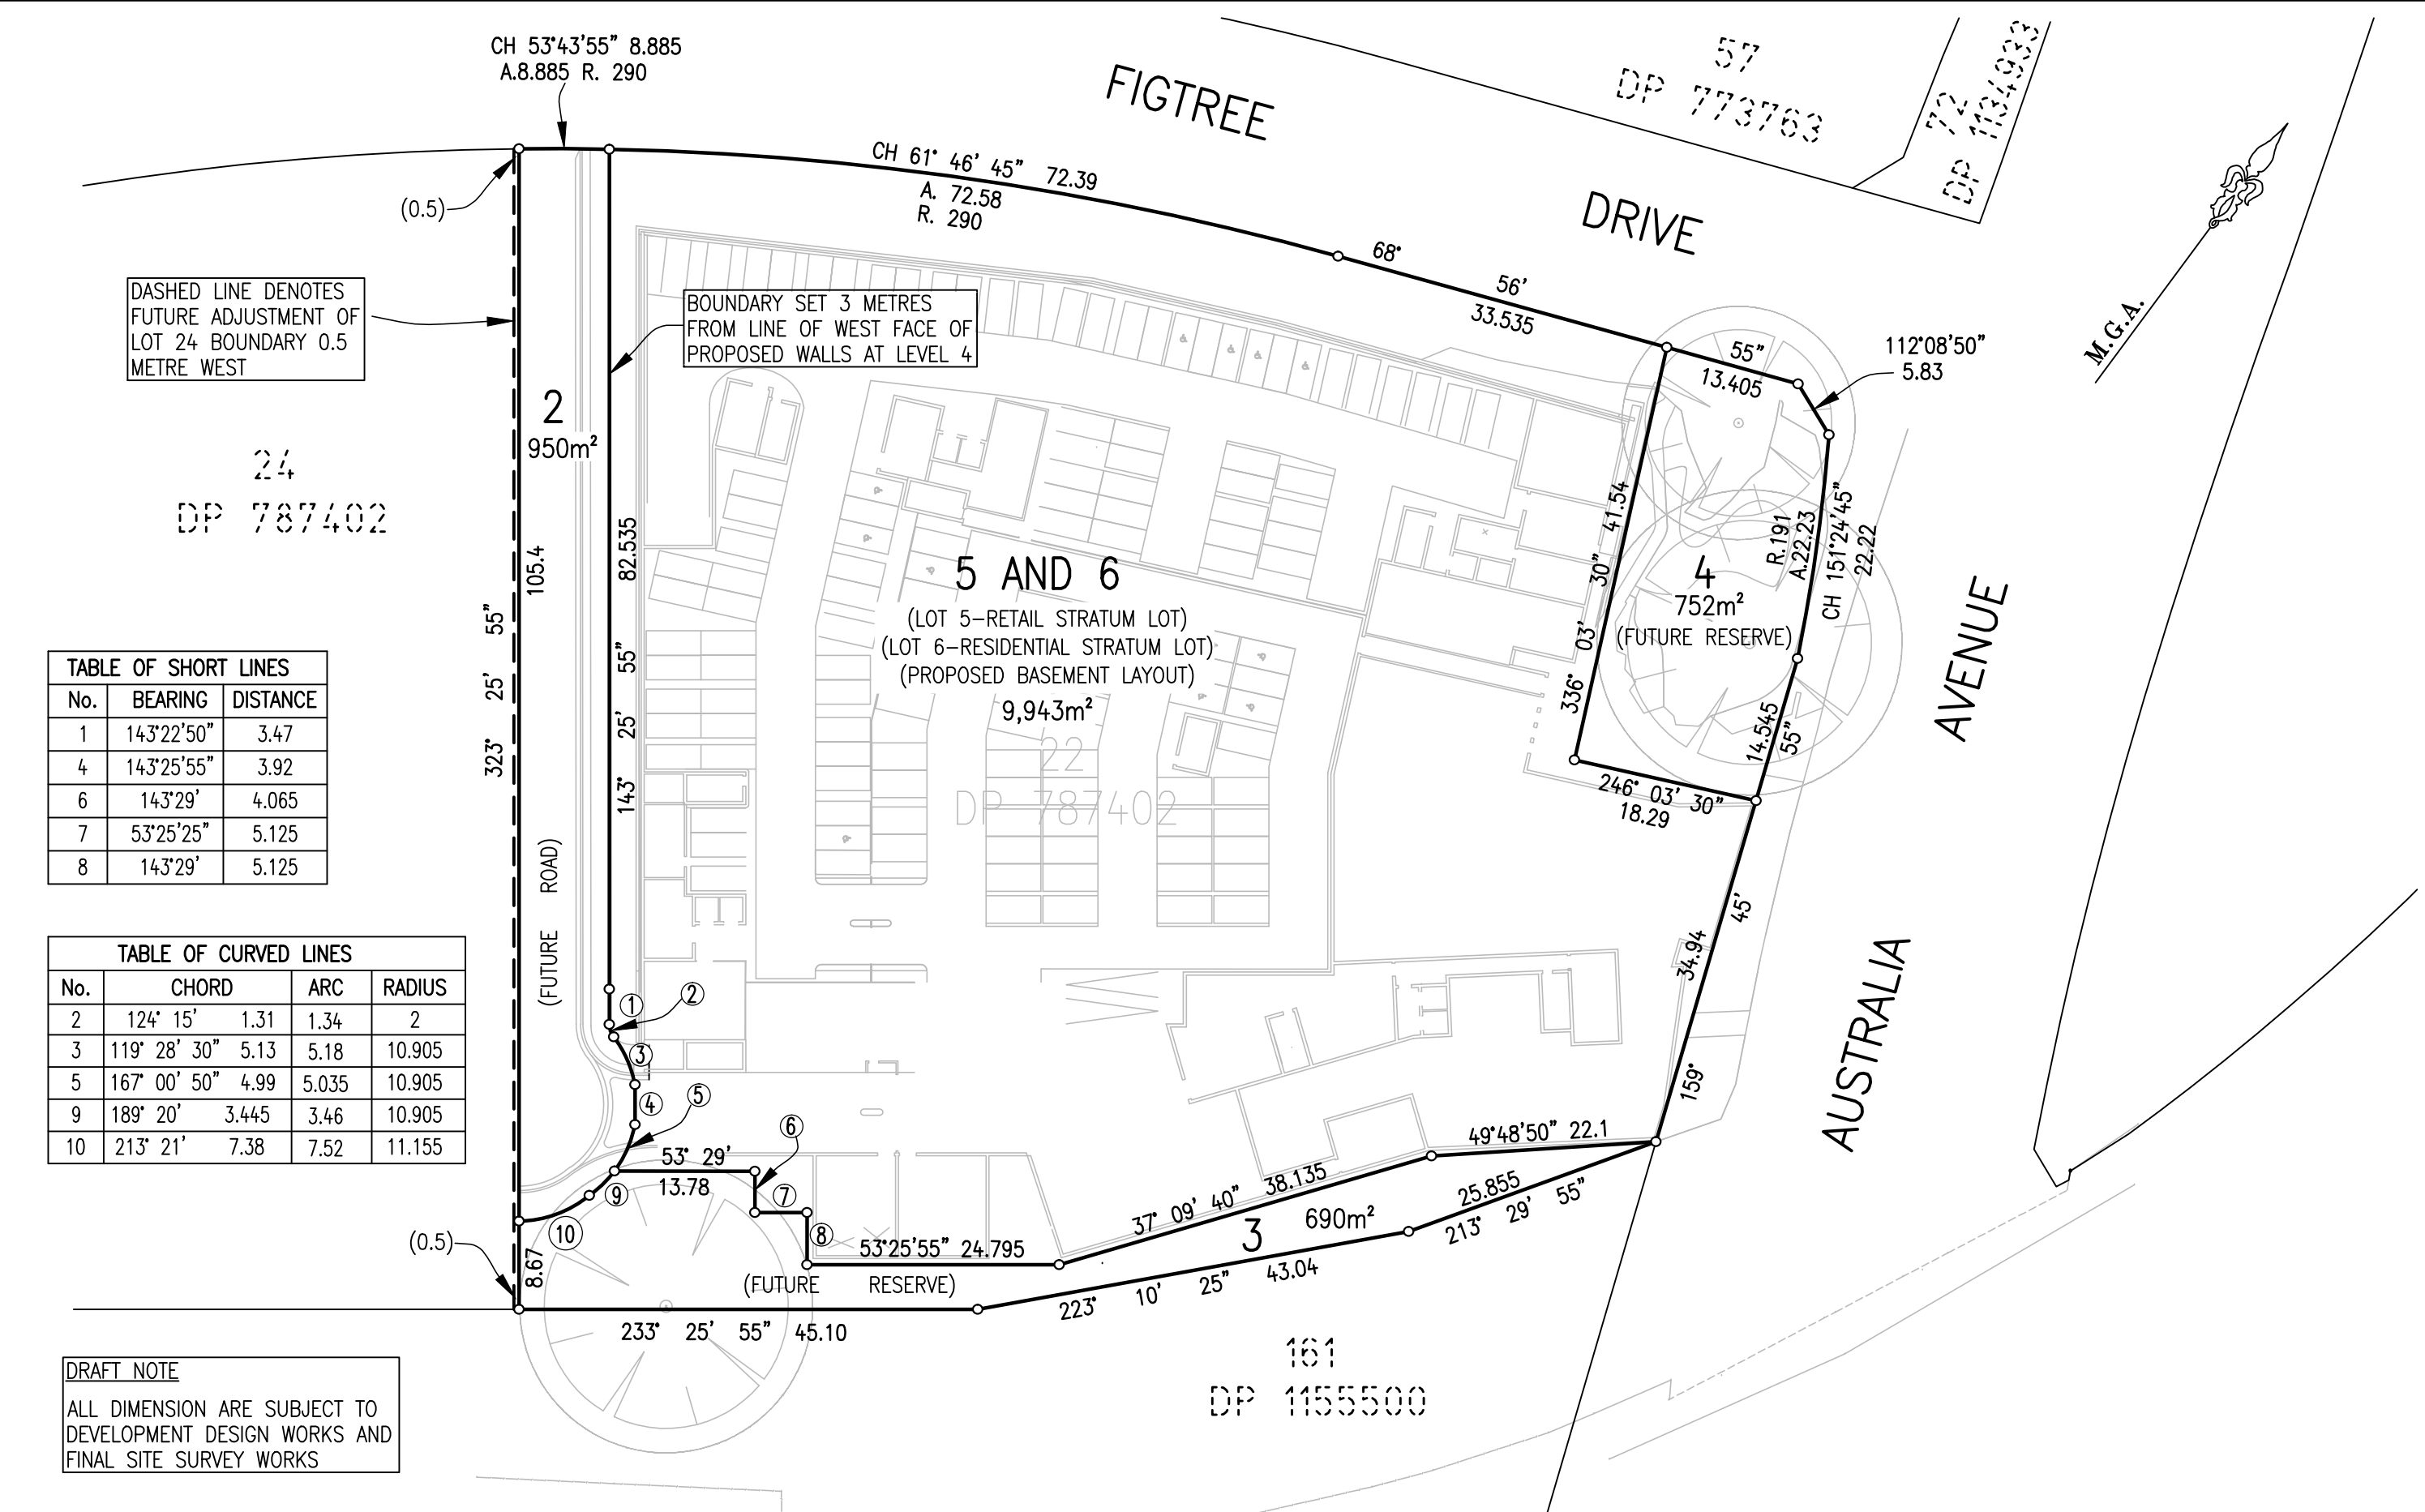 CH 53°43'55" 8.885
A.8.885 R. 290
FIGTREE
DRIVE
57
DP 773763
72
DP 1134933
M.G.A.
CH 61° 46' 45" 72.39
A. 72.58
R. 290
68° 56' 55"
33.535
13.405
112°08'50"
5.83
(0.5)
DASHED LINE DENOTES
FUTURE ADJUSTMENT OF
LOT 24 BOUNDARY 0.5
METRE WEST
BOUNDARY SET 3 METRES
FROM LINE OF WEST FACE OF
PROPOSED WALLS AT LEVEL 4
2
950m²
24
DP 787402
323° 25' 55"
105.4
143° 25' 55"
82.535
(FUTURE ROAD)
5 AND 6
(LOT 5-RETAIL STRATUM LOT)
(LOT 6-RESIDENTIAL STRATUM LOT)
(PROPOSED BASEMENT LAYOUT)
9,943m²
22
DP 787402
336° 03' 30"
41.54
4
752m²
(FUTURE RESERVE)
R.191
A.22.23
CH 151°24'45"
22.22
14.545
246° 03' 30"
18.29
159° 45' 55"
34.94
AUSTRALIA AVENUE
TABLE OF SHORT LINES
No. BEARING DISTANCE
1 143°22'50" 3.47
4 143°25'55" 3.92
6 143°29' 4.065
7 53°25'25" 5.125
8 143°29' 5.125
TABLE OF CURVED LINES
No. CHORD ARC RADIUS
2 124° 15' 1.31 1.34 2
3 119° 28' 30" 5.13 5.18 10.905
5 167° 00' 50" 4.99 5.035 10.905
9 189° 20' 3.445 3.46 10.905
10 213° 21' 7.38 7.52 11.155
1
2
3
4
5
6
7
8
9
10
53° 29'
13.78
(0.5)
8.67
53°25'55" 24.795
(FUTURE RESERVE)
37° 09' 40" 38.135
49°48'50" 22.1
3
690m²
25.855
213° 29' 55"
223° 10' 25" 43.04
233° 25' 55" 45.10
161
DP 1155500
DRAFT NOTE
ALL DIMENSION ARE SUBJECT TO
DEVELOPMENT DESIGN WORKS AND
FINAL SITE SURVEY WORKS